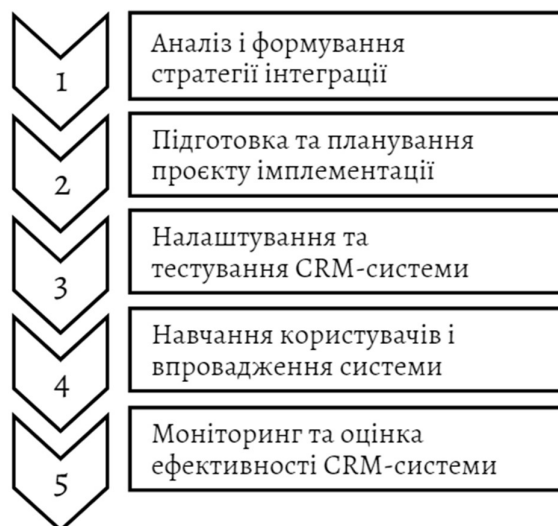 1
Аналіз і формування
стратегії інтеграції
2
Підготовка та планування
проєкту імплементації
3
Налаштування та
тестування CRM-системи
4
Навчання користувачів і
впровадження системи
5
Моніторинг та оцінка
ефективності CRM-системи